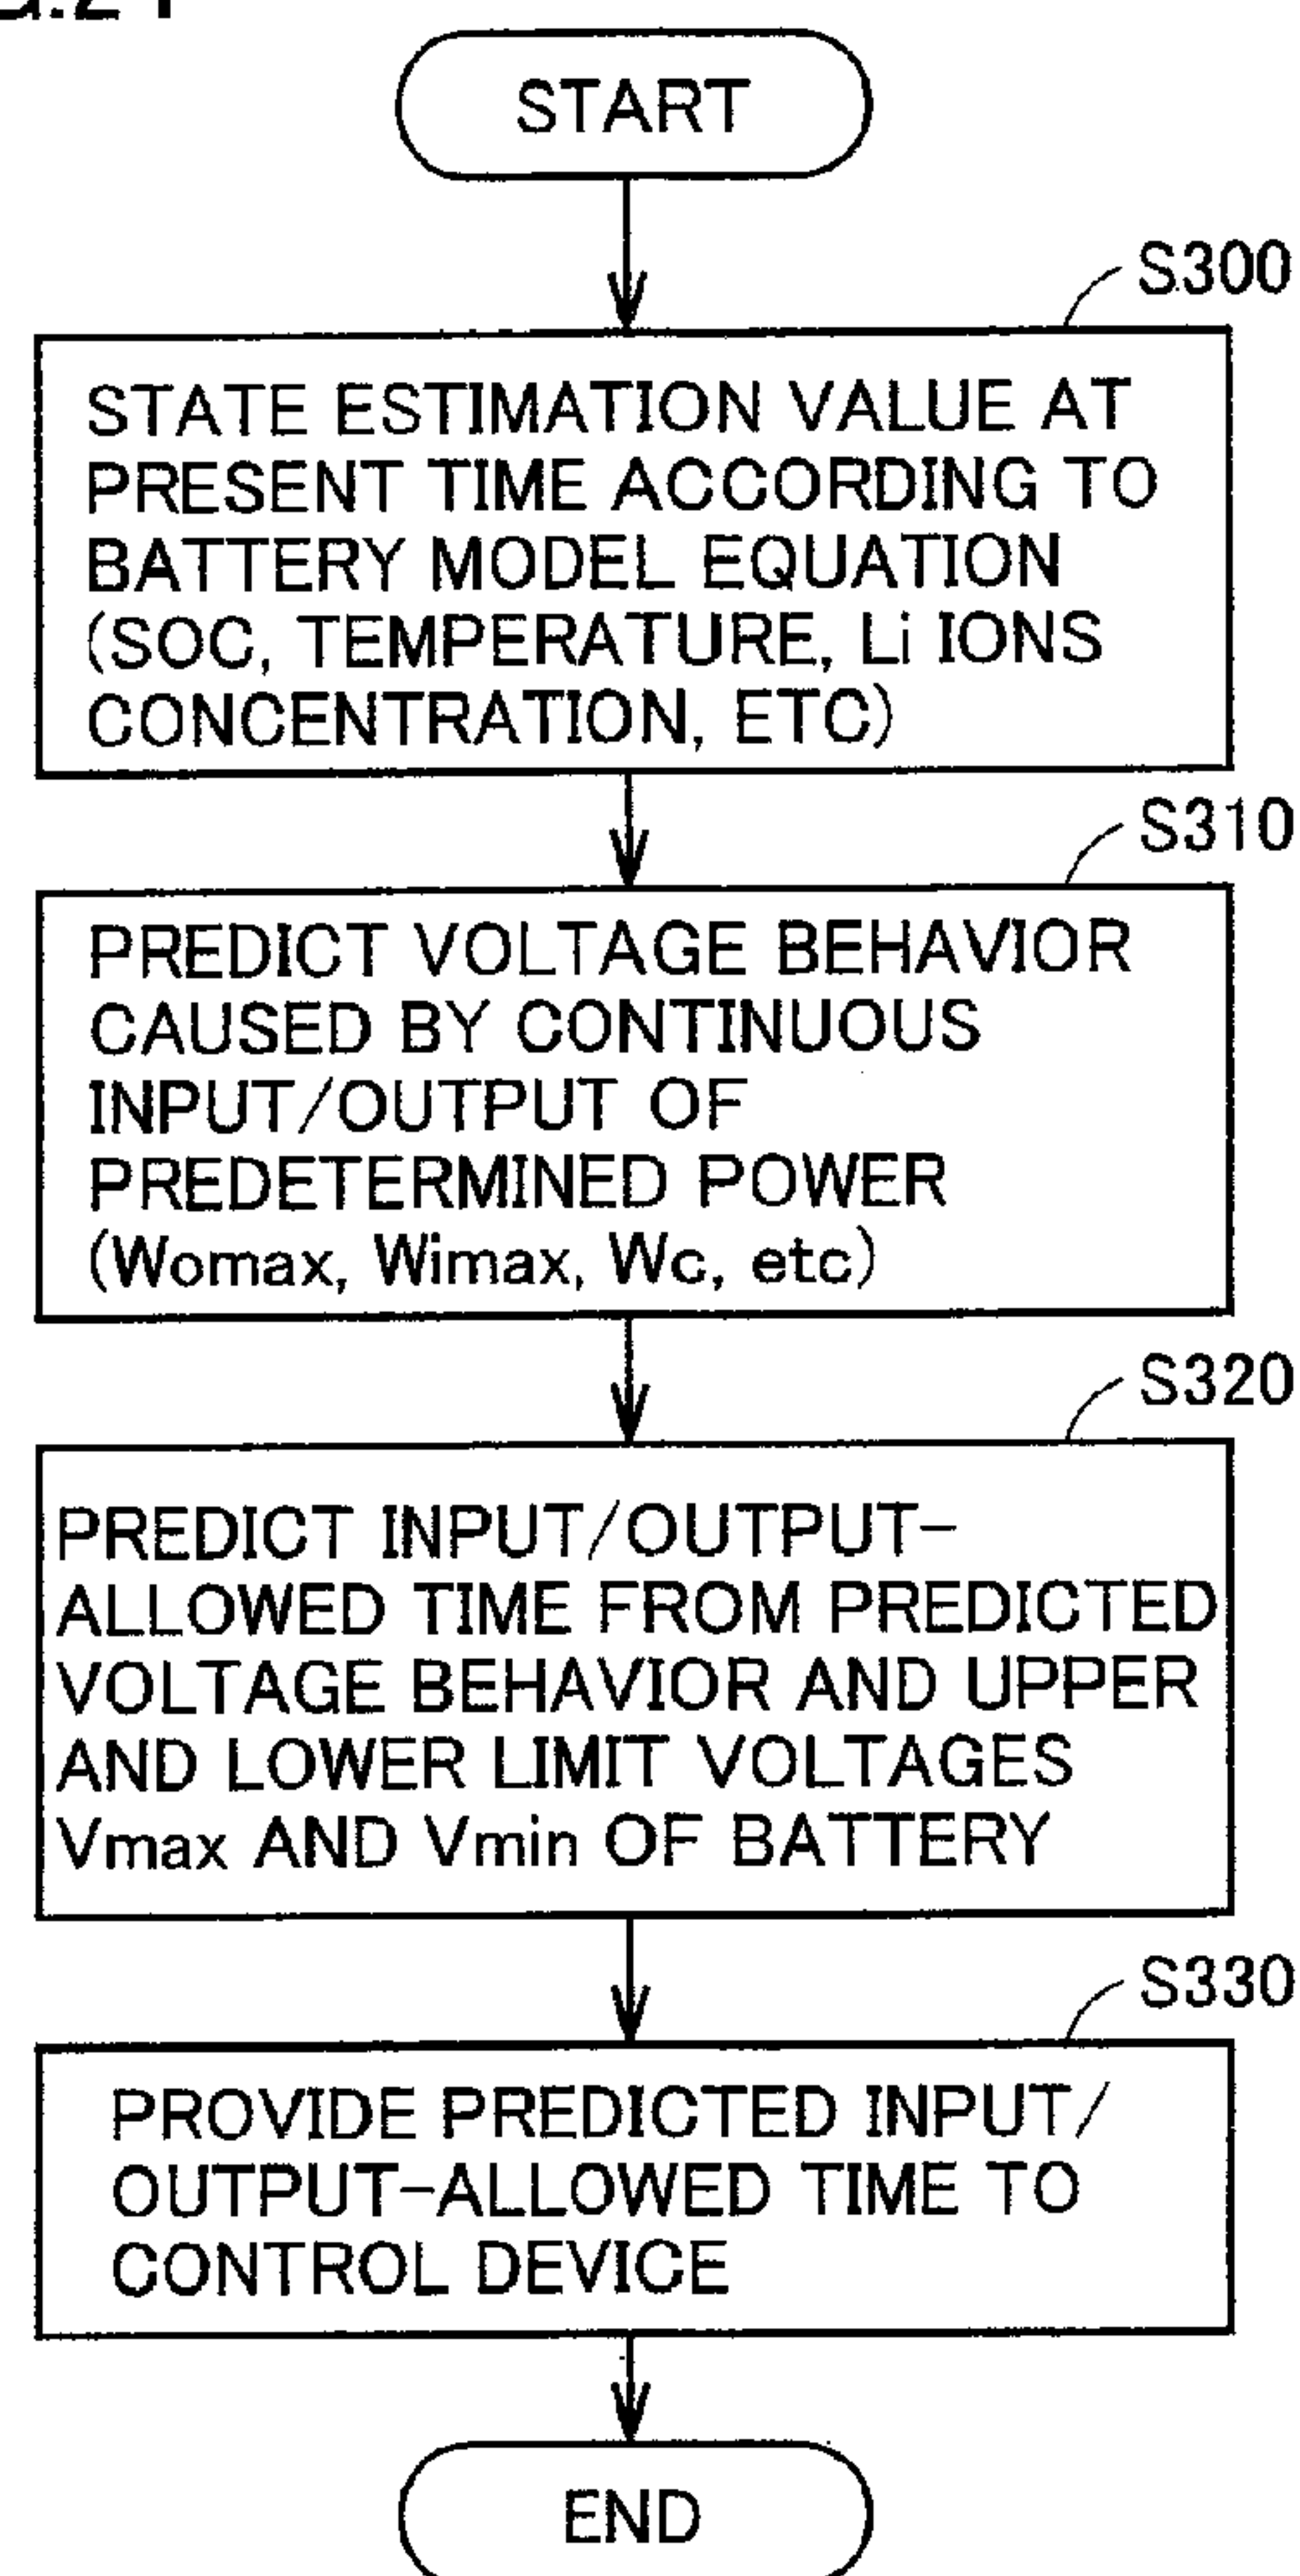 START
S300
STATE ESTIMATION VALUE AT
PRESENT TIME ACCORDING TO
BATTERY MODEL EQUATION
(SOC, TEMPERATURE, Li IONS
CONCENTRATION, ETC)
S310
PREDICT VOLTAGE BEHAVIOR
CAUSED BY CONTINUOUS
INPUT/OUTPUT OF
PREDETERMINED POWER
(Womax, Wimax, Wc, etc)
S320
PREDICT INPUT/OUTPUT-
ALLOWED TIME FROM PREDICTED
VOLTAGE BEHAVIOR AND UPPER
AND LOWER LIMIT VOLTAGES
Vmax AND Vmin OF BATTERY
S330
PROVIDE PREDICTED INPUT/
OUTPUT-ALLOWED TIME TO
CONTROL DEVICE
END